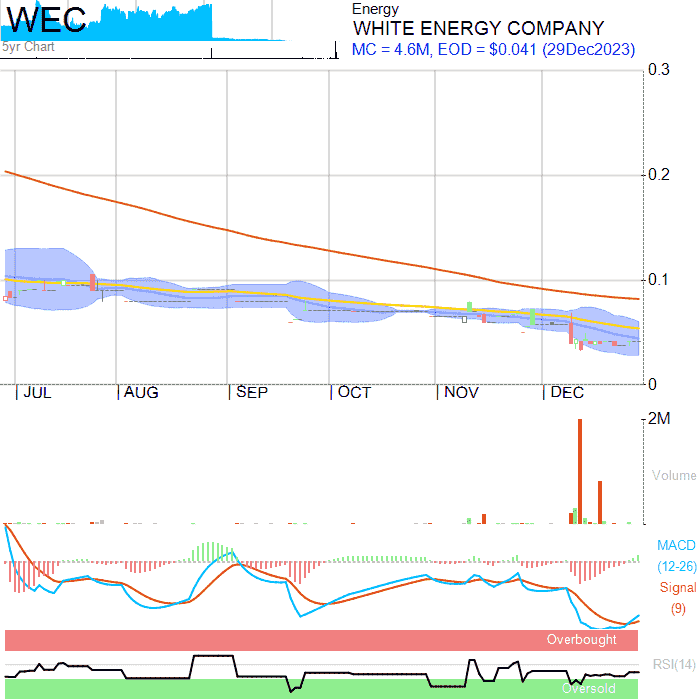 WEC
5yr Chart
Energy
WHITE ENERGY COMPANY
MC = 4.6M, EOD = $0.041 (29Dec2023)
0.3
0.2
0.1
0
JUL AUG SEP OCT NOV DEC
2M
Volume
MACD
(12-26)
Signal
(9)
Overbought
RSI(14)
Oversold